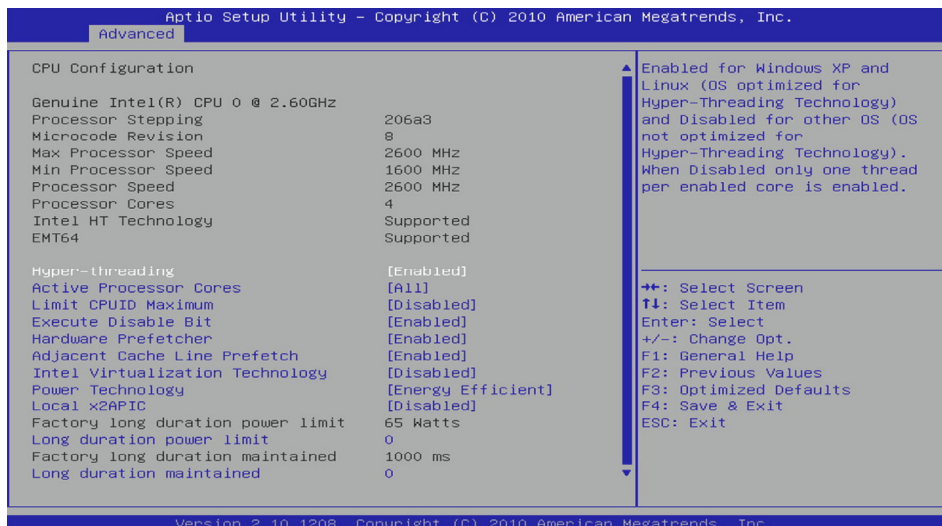 Aptio Setup Utility – Copyright (C) 2010 American Megatrends, Inc.
Advanced
CPU Configuration
Genuine Intel(R) CPU 0 @ 2.60GHz
Processor Stepping 206a3
Microcode Revision 8
Max Processor Speed 2600 MHz
Min Processor Speed 1600 MHz
Processor Speed 2600 MHz
Processor Cores 4
Intel HT Technology Supported
EMT64 Supported
Hyper-threading [Enabled]
Active Processor Cores [All]
Limit CPUID Maximum [Disabled]
Execute Disable Bit [Enabled]
Hardware Prefetcher [Enabled]
Adjacent Cache Line Prefetch [Enabled]
Intel Virtualization Technology [Disabled]
Power Technology [Energy Efficient]
Local x2APIC [Disabled]
Factory long duration power limit 65 Watts
Long duration power limit 0
Factory long duration maintained 1000 ms
Long duration maintained 0
Enabled for Windows XP and
Linux (OS optimized for
Hyper-Threading Technology)
and Disabled for other OS (OS
not optimized for
Hyper-Threading Technology).
When Disabled only one thread
per enabled core is enabled.
→←: Select Screen
↑↓: Select Item
Enter: Select
+/-: Change Opt.
F1: General Help
F2: Previous Values
F3: Optimized Defaults
F4: Save & Exit
ESC: Exit
Version 2.10.1208. Copyright (C) 2010 American Megatrends, Inc.